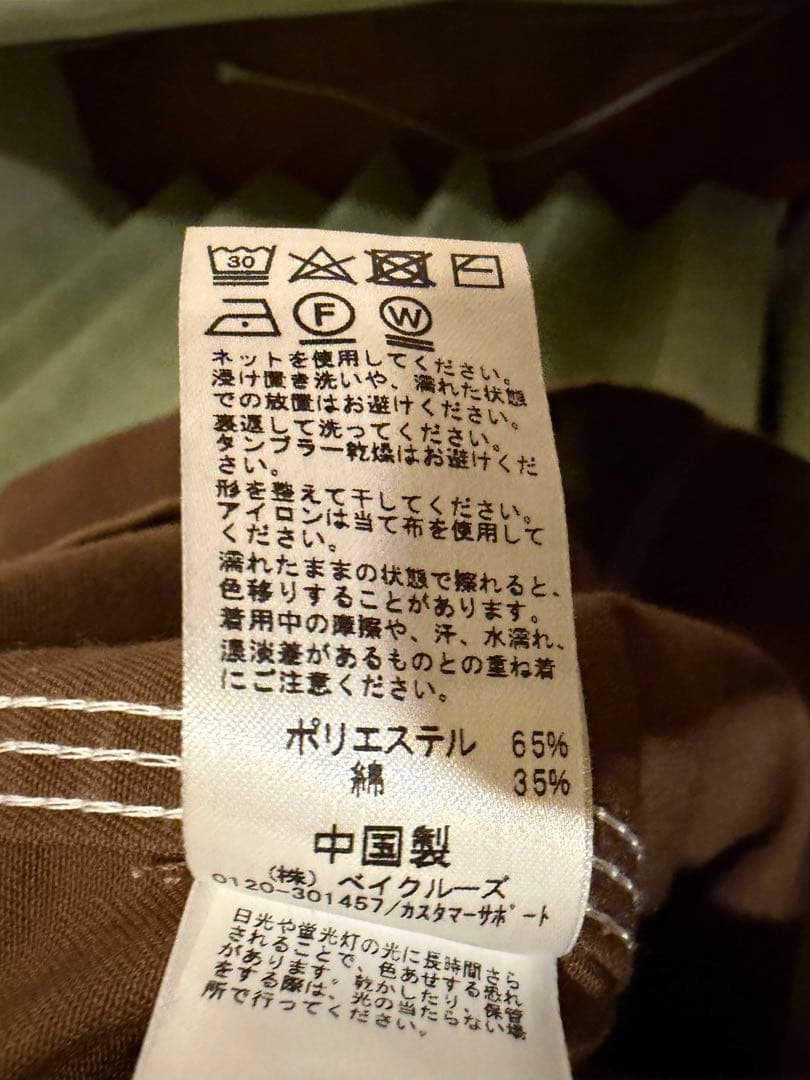 30
F W
ネットを使用してください。
浸け置き洗いや、濡れた状態
での放置はお避けください。
裏返して洗ってください。
タンブラー乾燥はお避けくだ
さい。
形を整えて干してください。
アイロンは当て布を使用して
ください。
濡れたままの状態で擦れると、
色移りすることがあります。
着用中の摩擦や、汗、水濡れ、
濃淡差があるものとの重ね着
にご注意ください。
ポリエステル 65%
綿 35%
中国製
(株) ベイクルーズ
0120-301457/カスタマーサポート
日光や蛍光灯の光に長時間さら
されることで、色あせする恐れ
があります。乾かしたり、保管
をする際は、光の当たらない場
所で行ってください。